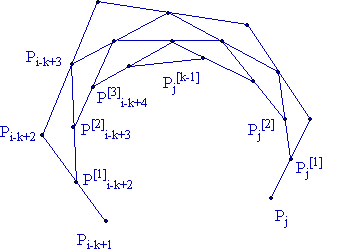 P_{i-k+3}
P^{[3]}_{i-k+4}
P_j^{[k-1]}
P_{i-k+2}
P^{[2]}_{i-k+3}
P_j^{[2]}
P_j^{[1]}
P^{[1]}_{i-k+2}
P_j
P_{i-k+1}